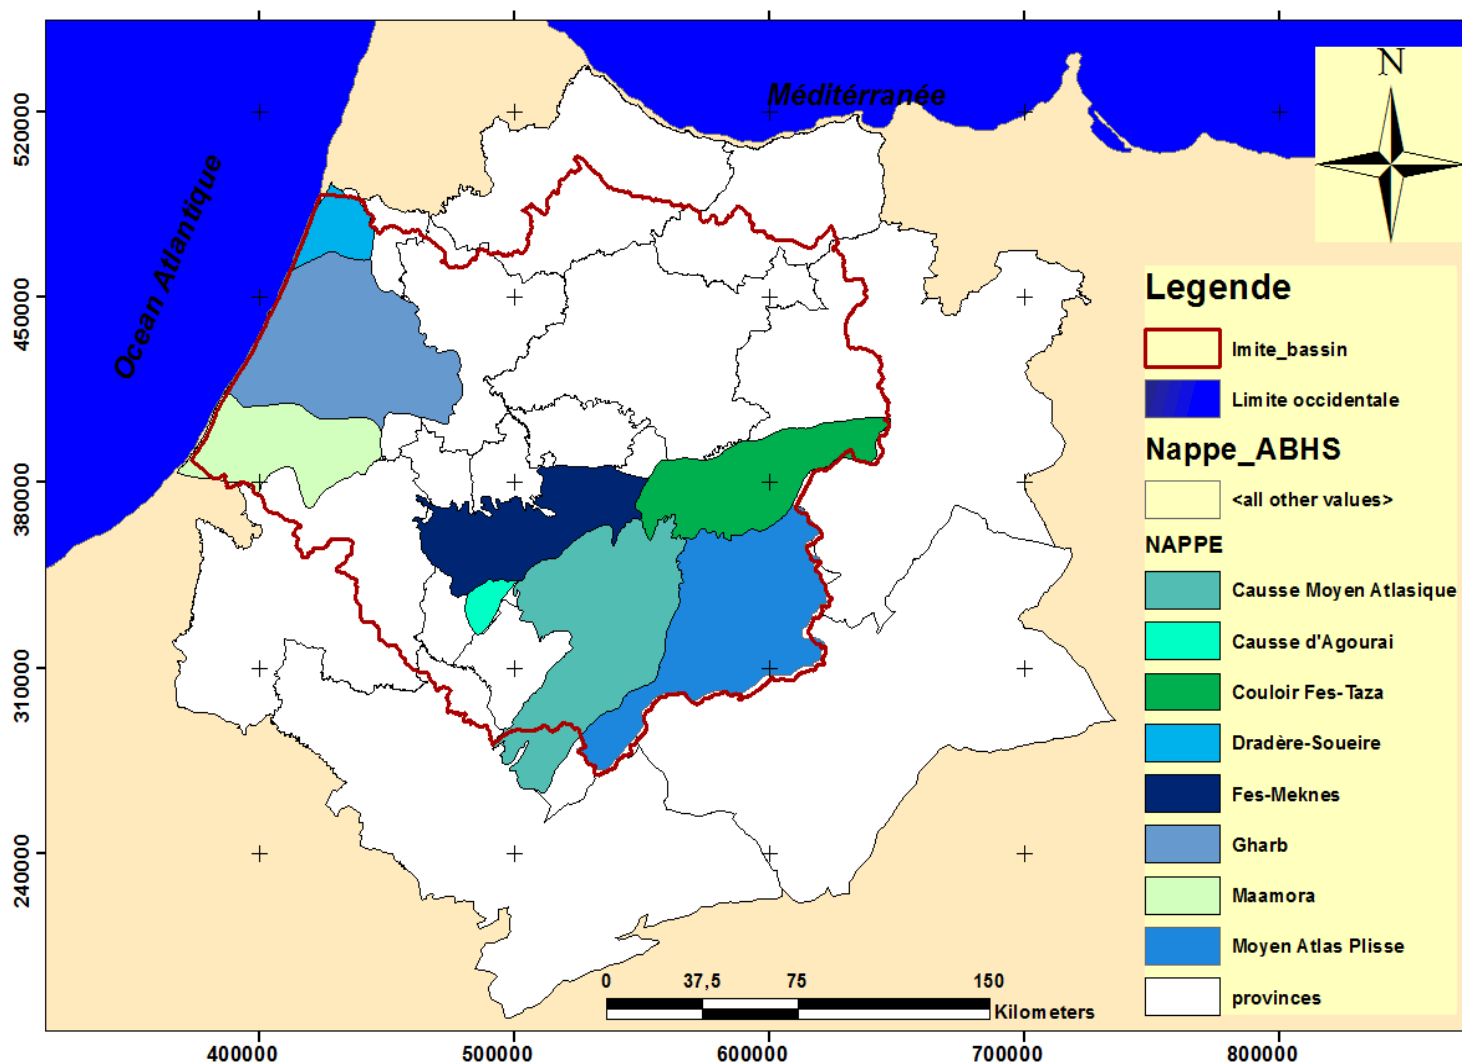 N
Méditérranée
Ocean Atlantique
520000
450000
380000
310000
240000
Legende
lmite_bassin
Limite occidentale
Nappe_ABHS
<all other values>
NAPPE
Causse Moyen Atlasique
Causse d'Agourai
Couloir Fes-Taza
Dradère-Soueire
Fes-Meknes
Gharb
Maamora
Moyen Atlas Plisse
provinces
0 37,5 75 150
Kilometers
400000 500000 600000 700000 800000